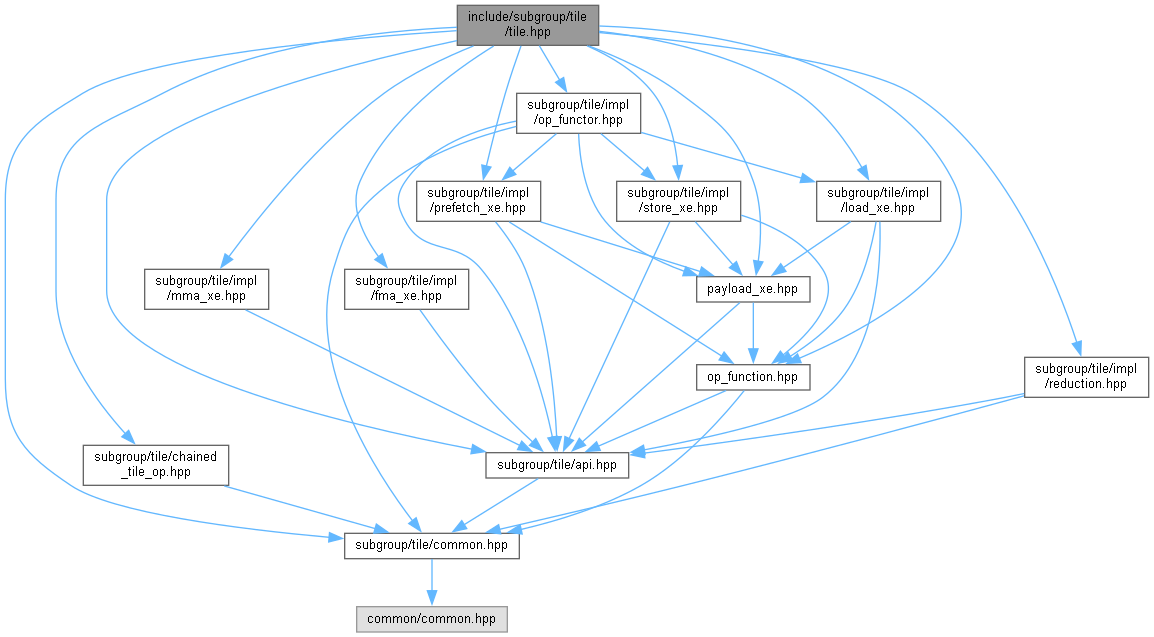 include/subgroup/tile
/tile.hpp
subgroup/tile/impl
/op_functor.hpp
subgroup/tile/impl
/prefetch_xe.hpp
subgroup/tile/impl
/store_xe.hpp
subgroup/tile/impl
/load_xe.hpp
subgroup/tile/impl
/mma_xe.hpp
subgroup/tile/impl
/fma_xe.hpp
payload_xe.hpp
op_function.hpp
subgroup/tile/impl
/reduction.hpp
subgroup/tile/chained
_tile_op.hpp
subgroup/tile/api.hpp
subgroup/tile/common.hpp
common/common.hpp